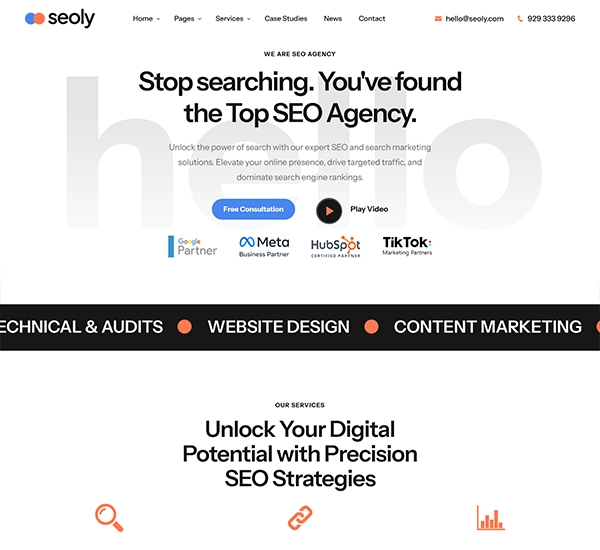 seoly
Home Pages Services Case Studies News Contact hello@seoly.com 929 333 9296
WE ARE SEO AGENCY
hello
Stop searching. You've found
the Top SEO Agency.
Unlock the power of search with our expert SEO and search marketing
solutions. Elevate your online presence, drive targeted traffic, and
dominate search engine rankings.
Free Consultation Play Video
Google Partner
Meta Business Partner
HubSpot CERTIFIED PARTNER
TikTok: Marketing Partners
ECHNICAL & AUDITS WEBSITE DESIGN CONTENT MARKETING
OUR SERVICES
Unlock Your Digital
Potential with Precision
SEO Strategies